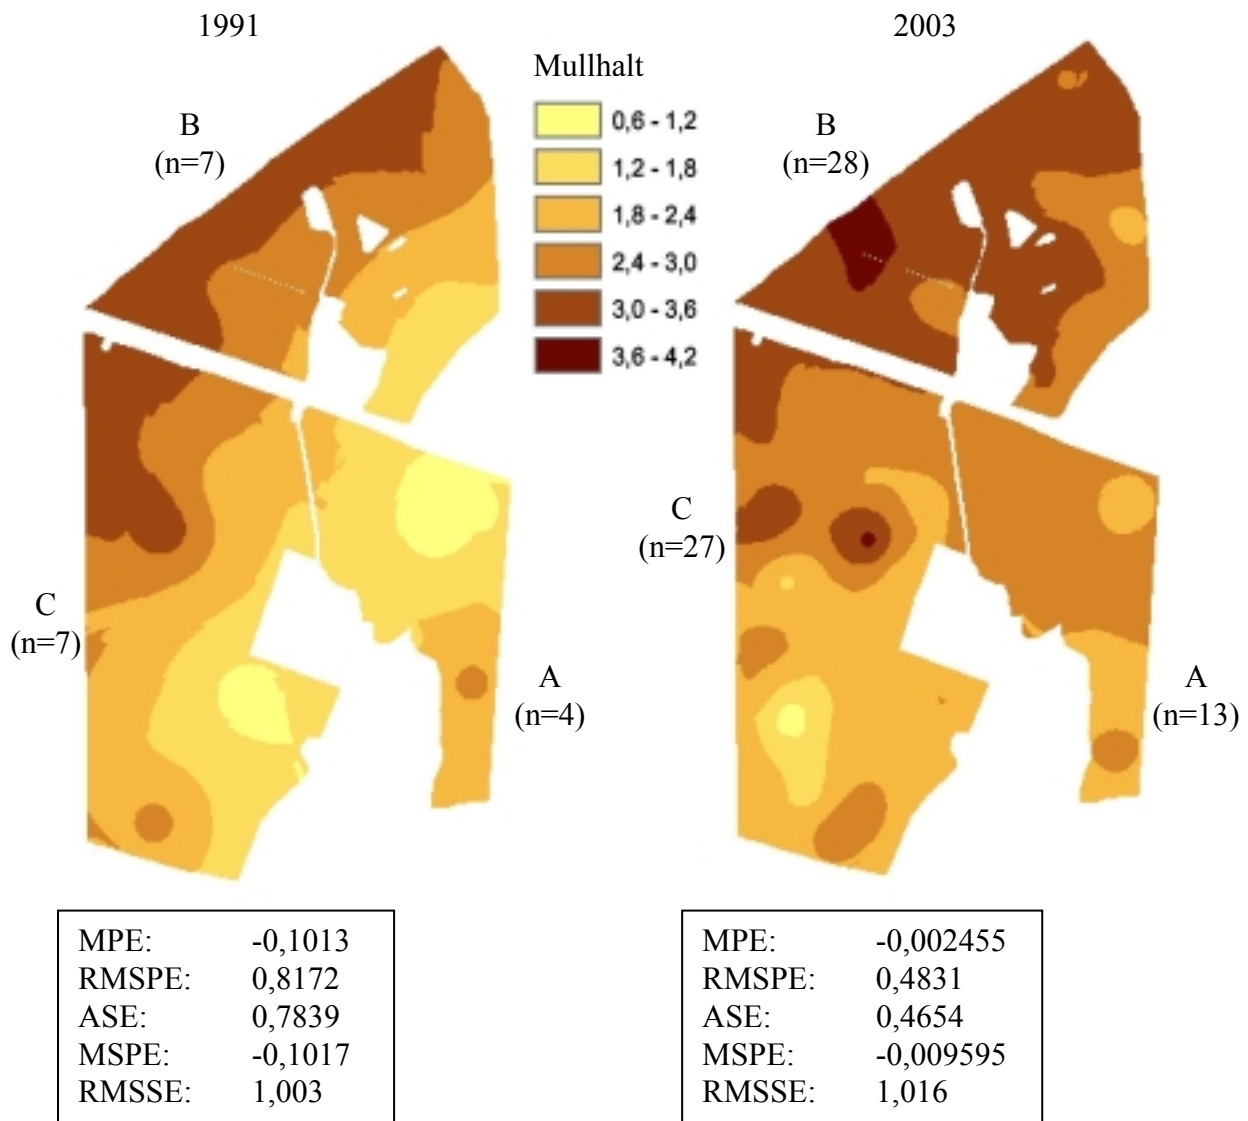 1991
2003
Mullhalt
0,6 - 1,2
1,2 - 1,8
1,8 - 2,4
2,4 - 3,0
3,0 - 3,6
3,6 - 4,2
B
(n=7)
C
(n=7)
A
(n=4)
B
(n=28)
C
(n=27)
A
(n=13)
MPE: -0,1013
RMSPE: 0,8172
ASE: 0,7839
MSPE: -0,1017
RMSSE: 1,003
MPE: -0,002455
RMSPE: 0,4831
ASE: 0,4654
MSPE: -0,009595
RMSSE: 1,016